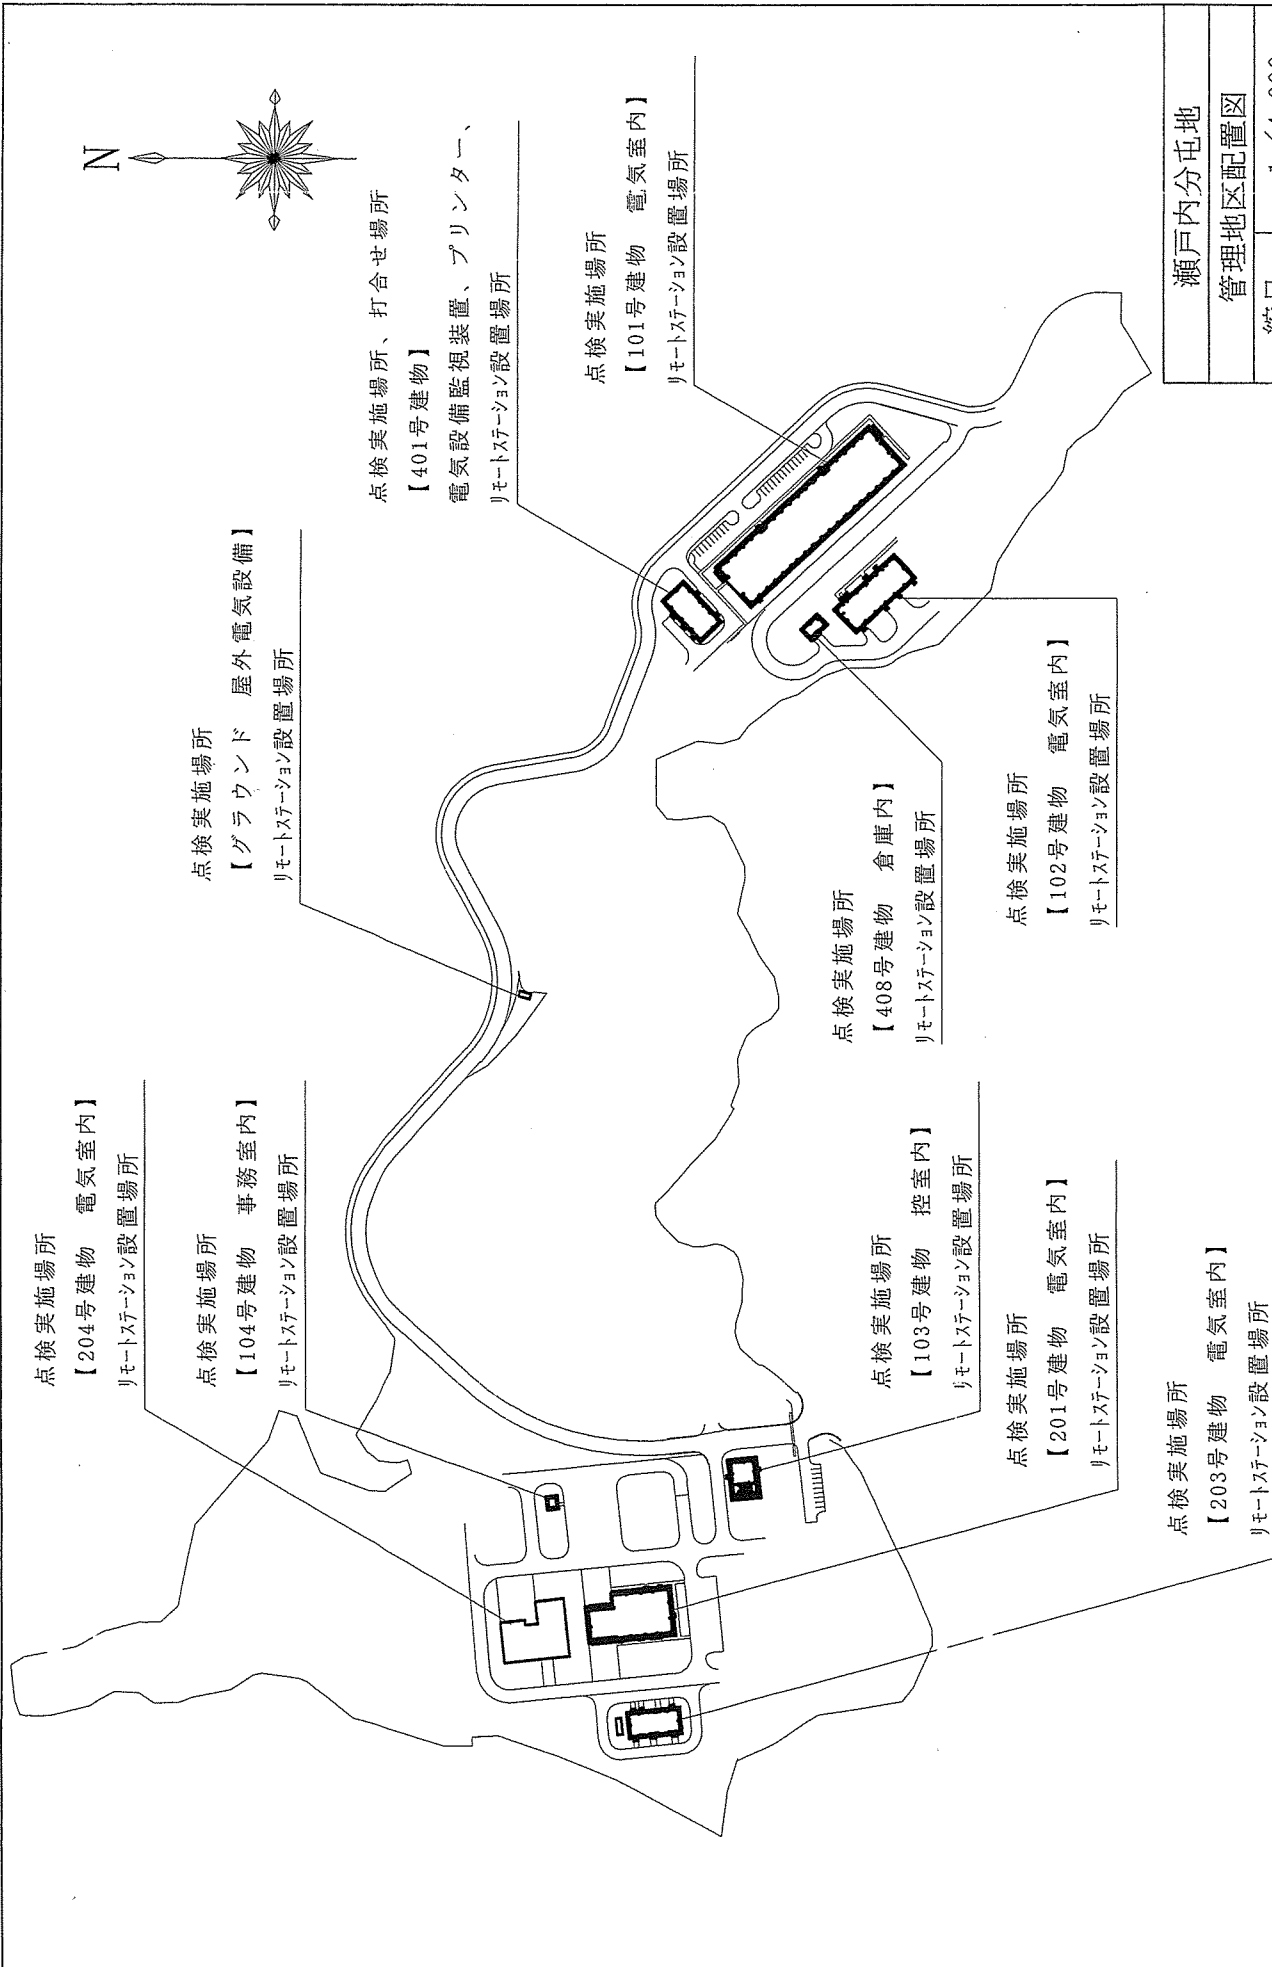 N
点検実施場所、打合せ場所
【401号建物】
電気設備監視装置、プリンター、
リモートステーション設置場所
点検実施場所
【101号建物 電気室内】
リモートステーション設置場所
点検実施場所
【グラウンド 屋外電気設備】
リモートステーション設置場所
点検実施場所
【408号建物 倉庫内】
リモートステーション設置場所
点検実施場所
【102号建物 電気室内】
リモートステーション設置場所
点検実施場所
【204号建物 電気室内】
リモートステーション設置場所
点検実施場所
【104号建物 事務室内】
リモートステーション設置場所
点検実施場所
【103号建物 控室内】
リモートステーション設置場所
点検実施場所
【201号建物 電気室内】
リモートステーション設置場所
点検実施場所
【203号建物 電気室内】
リモートステーション設置場所
瀬戸内分屯地
管理地区配置図